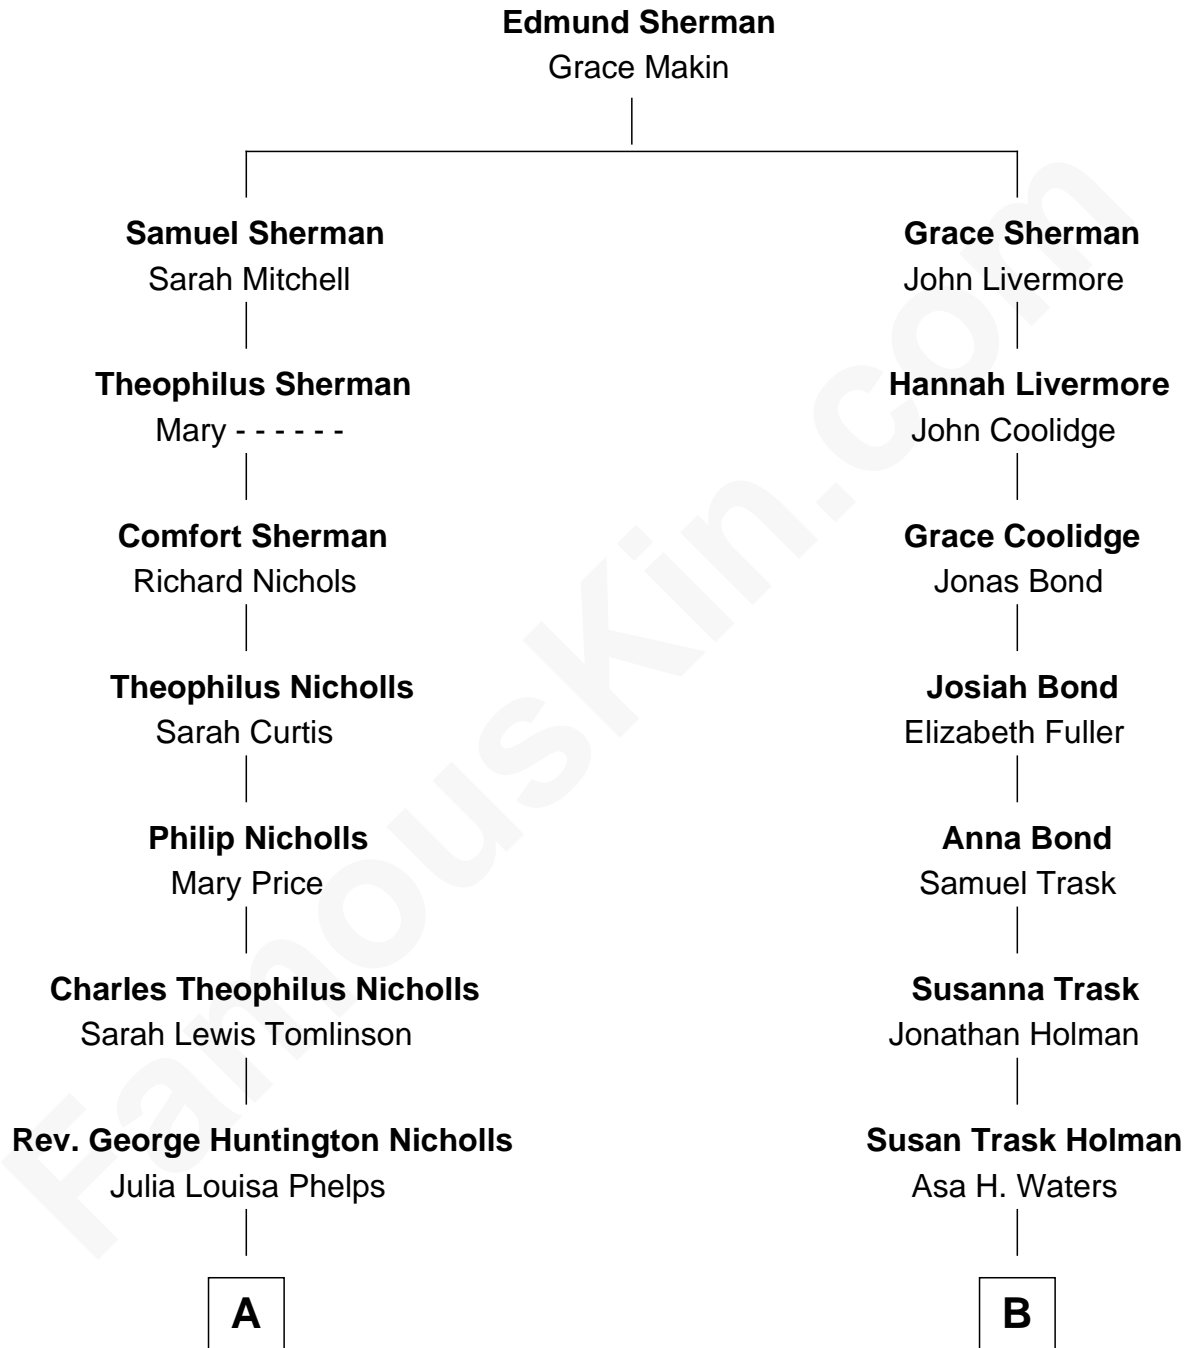 Edmund Sherman
Grace Makin
Samuel Sherman
Sarah Mitchell
Grace Sherman
John Livermore
Theophilus Sherman
Mary - - - - - -
Hannah Livermore
John Coolidge
Comfort Sherman
Richard Nichols
Grace Coolidge
Jonas Bond
Theophilus Nicholls
Sarah Curtis
Josiah Bond
Elizabeth Fuller
Philip Nicholls
Mary Price
Anna Bond
Samuel Trask
Charles Theophilus Nicholls
Sarah Lewis Tomlinson
Susanna Trask
Jonathan Holman
Rev. George Huntington Nicholls
Julia Louisa Phelps
Susan Trask Holman
Asa H. Waters
A
B
FamousKin.com